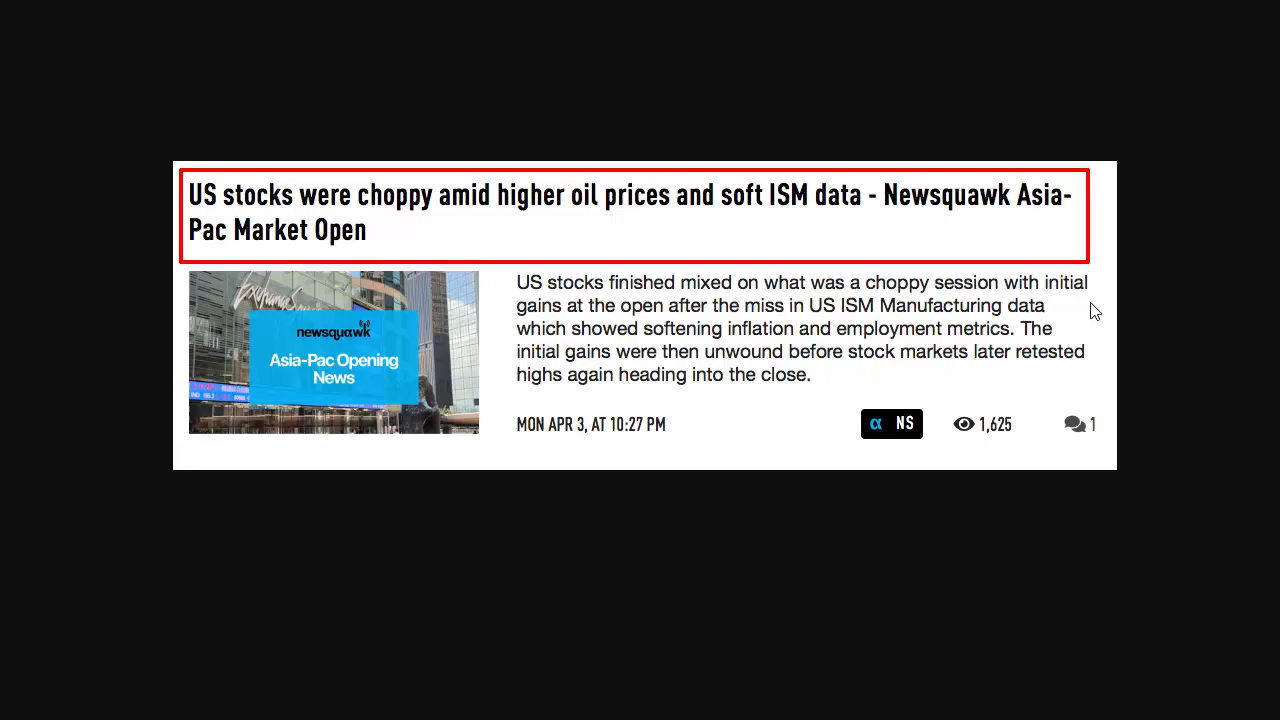 US stocks were choppy amid higher oil prices and soft ISM data - Newsquawk Asia-
Pac Market Open
Exchange Square
newsquawk
Asia-Pac Opening
News
US stocks finished mixed on what was a choppy session with initial
gains at the open after the miss in US ISM Manufacturing data
which showed softening inflation and employment metrics. The
initial gains were then unwound before stock markets later retested
highs again heading into the close.
MON APR 3, AT 10:27 PM
α NS
1,625
1